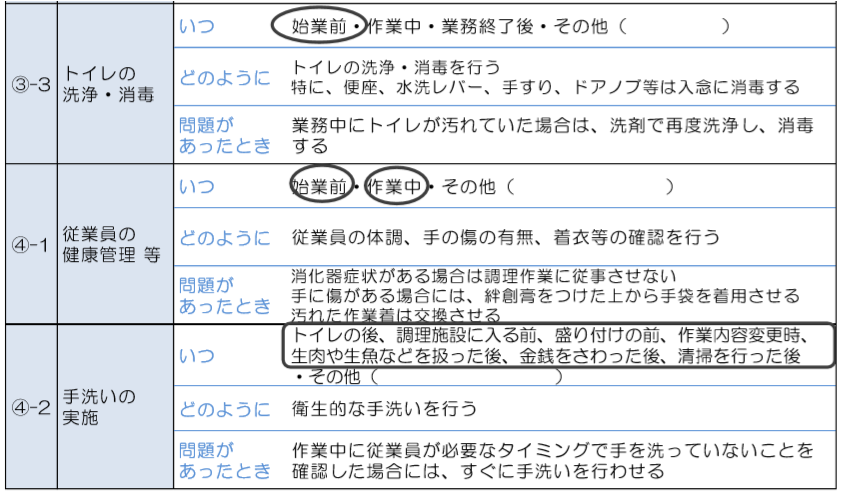 ③-3
トイレの
洗浄・消毒
いつ
始業前・作業中・業務終了後・その他（　　　　　　）
どのように
トイレの洗浄・消毒を行う
特に、便座、水洗レバー、手すり、ドアノブ等は入念に消毒する
問題が
あったとき
業務中にトイレが汚れていた場合は、洗剤で再度洗浄し、消毒
する
④-1
従業員の
健康管理 等
いつ
始業前・作業中・その他（　　　　　　　　　）
どのように
従業員の体調、手の傷の有無、着衣等の確認を行う
問題が
あったとき
消化器症状がある場合は調理作業に従事させない
手に傷がある場合には、絆創膏をつけた上から手袋を着用させる
汚れた作業着は交換させる
④-2
手洗いの
実施
いつ
トイレの後、調理施設に入る前、盛り付けの前、作業内容変更時、
生肉や生魚などを扱った後、金銭をさわった後、清掃を行った後
・その他（　　　　　　　　　　）
どのように
衛生的な手洗いを行う
問題が
あったとき
作業中に従業員が必要なタイミングで手を洗っていないことを
確認した場合には、すぐに手洗いを行わせる